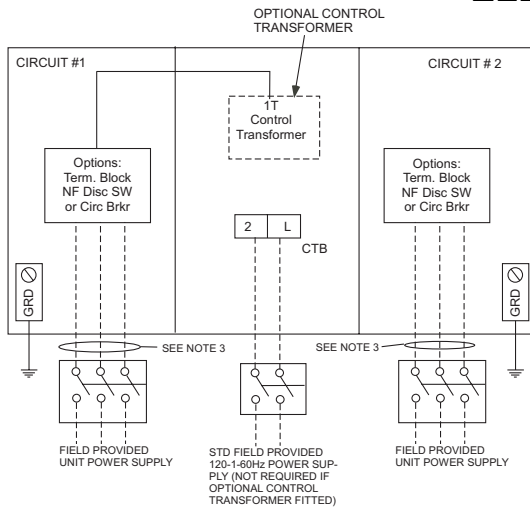 OPTIONAL CONTROL
TRANSFORMER
CIRCUIT #1
CIRCUIT # 2
1T
Control
Transformer
Options:
Term. Block
NF Disc SW
or Circ Brkr
Options:
Term. Block
NF Disc SW
or Circ Brkr
2 L
CTB
GRD
GRD
SEE NOTE 3
SEE NOTE 3
FIELD PROVIDED
UNIT POWER SUPPLY
STD FIELD PROVIDED
120-1-60Hz POWER SUP-
PLY (NOT REQUIRED IF
OPTIONAL CONTROL
TRANSFORMER FITTED)
FIELD PROVIDED
UNIT POWER SUPPLY